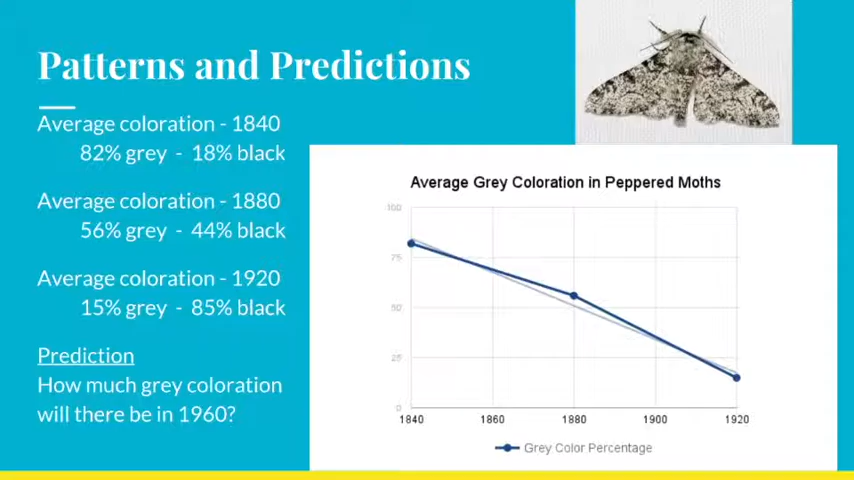 Patterns and Predictions
Average coloration - 1840
82% grey - 18% black
Average coloration - 1880
56% grey - 44% black
Average coloration - 1920
15% grey - 85% black
Prediction
How much grey coloration
will there be in 1960?
Average Grey Coloration in Peppered Moths
100
75
50
25
0
1840 1860 1880 1900 1920
Grey Color Percentage